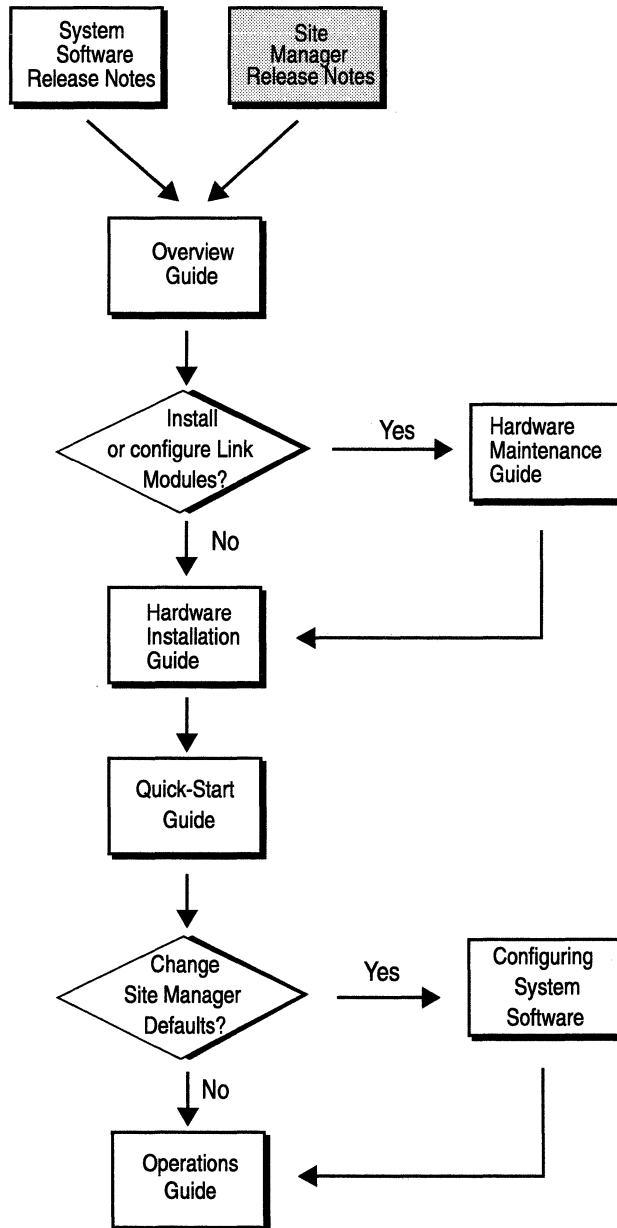 System
Software
Release Notes
Site
Manager
Release Notes
Overview
Guide
Install
or configure Link
Modules?
Yes
Hardware
Maintenance
Guide
No
Hardware
Installation
Guide
Quick-Start
Guide
Change
Site Manager
Defaults?
Yes
Configuring
System
Software
No
Operations
Guide